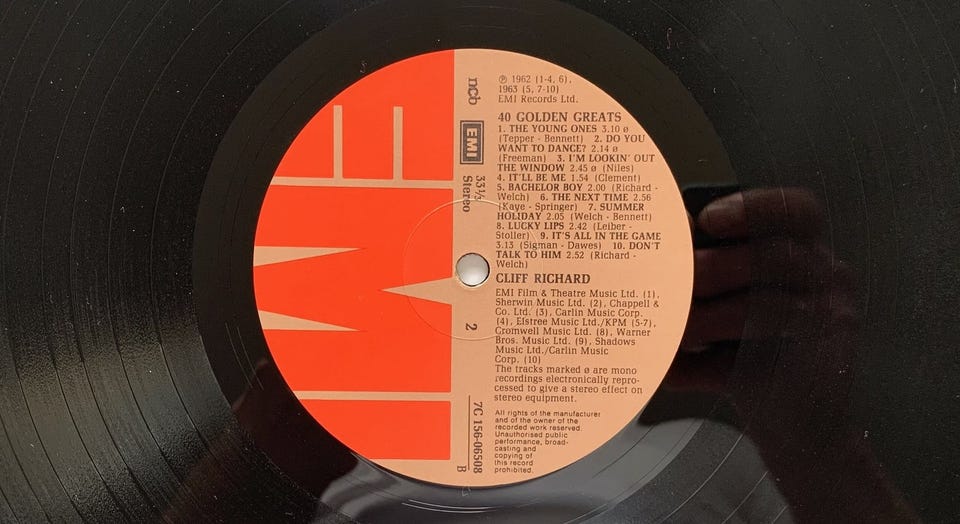 ℗ 1962 (1-4, 6),
1963 (5, 7-10)
EMI Records Ltd.
40 GOLDEN GREATS
1. THE YOUNG ONES 3.10 ø
(Tepper - Bennett) 2. DO YOU
WANT TO DANCE? 2.14 ø
(Freeman) 3. I'M LOOKIN' OUT
THE WINDOW 2.45 ø (Niles)
4. IT'LL BE ME 1.54 (Clement)
5. BACHELOR BOY 2.00 (Richard -
Welch) 6. THE NEXT TIME 2.56
(Kaye - Springer) 7. SUMMER
HOLIDAY 2.05 (Welch - Bennett)
8. LUCKY LIPS 2.42 (Leiber -
Stoller) 9. IT'S ALL IN THE GAME
3.13 (Sigman - Dawes) 10. DON'T
TALK TO HIM 2.52 (Richard -
Welch)
CLIFF RICHARD
EMI Film & Theatre Music Ltd. (1),
Sherwin Music Ltd. (2), Chappell &
Co. Ltd. (3), Carlin Music Corp.
(4), Elstree Music Ltd./KPM (5-7),
Cromwell Music Ltd. (8), Warner
Bros. Music Ltd. (9), Shadows
Music Ltd./Carlin Music
Corp. (10)
The tracks marked ø are mono
recordings electronically repro-
cessed to give a stereo effect on
stereo equipment.
All rights of the manufacturer
and of the owner of the
recorded work reserved.
Unauthorised public
performance, broad-
casting and
copying of
this record
prohibited.
ncb
EMI
33⅓
Stereo
2
7C 156-06508
B
EMI